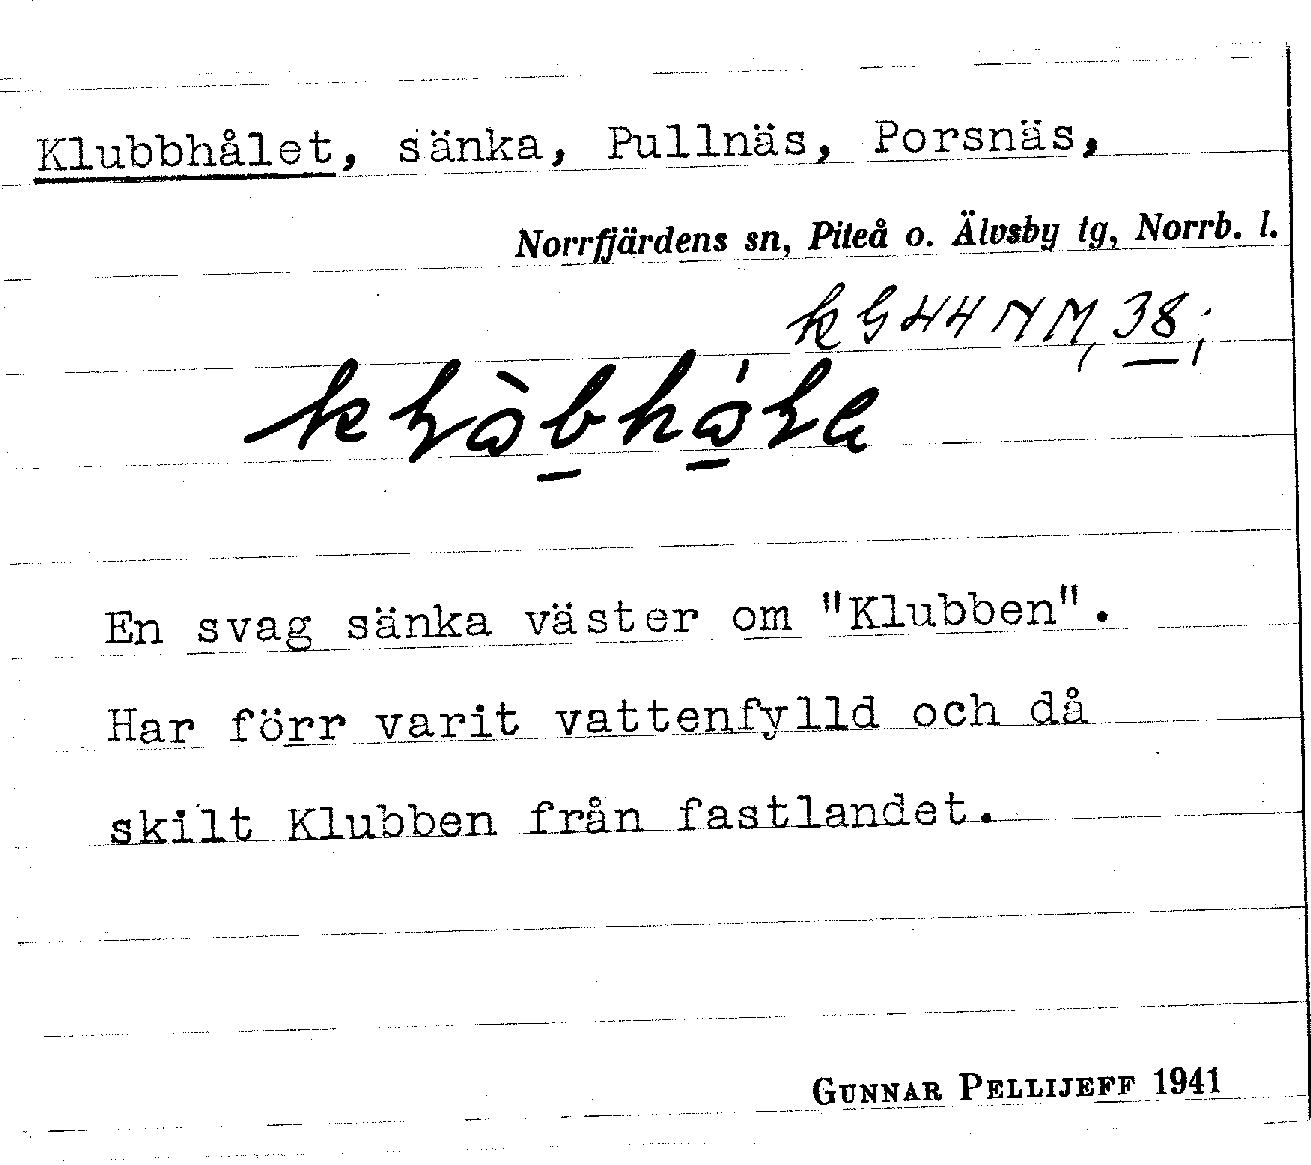 Klubbhålet, sänka, Pullnäs, Porsnäs,
Norrfjärdens sn, Piteå o. Älvsby tg, Norrb. l.
38;
En svag sänka väster om "Klubben".
Har förr varit vattenfylld och då
skilt Klubben från fastlandet.
GUNNAR PELLIJEFF 1941